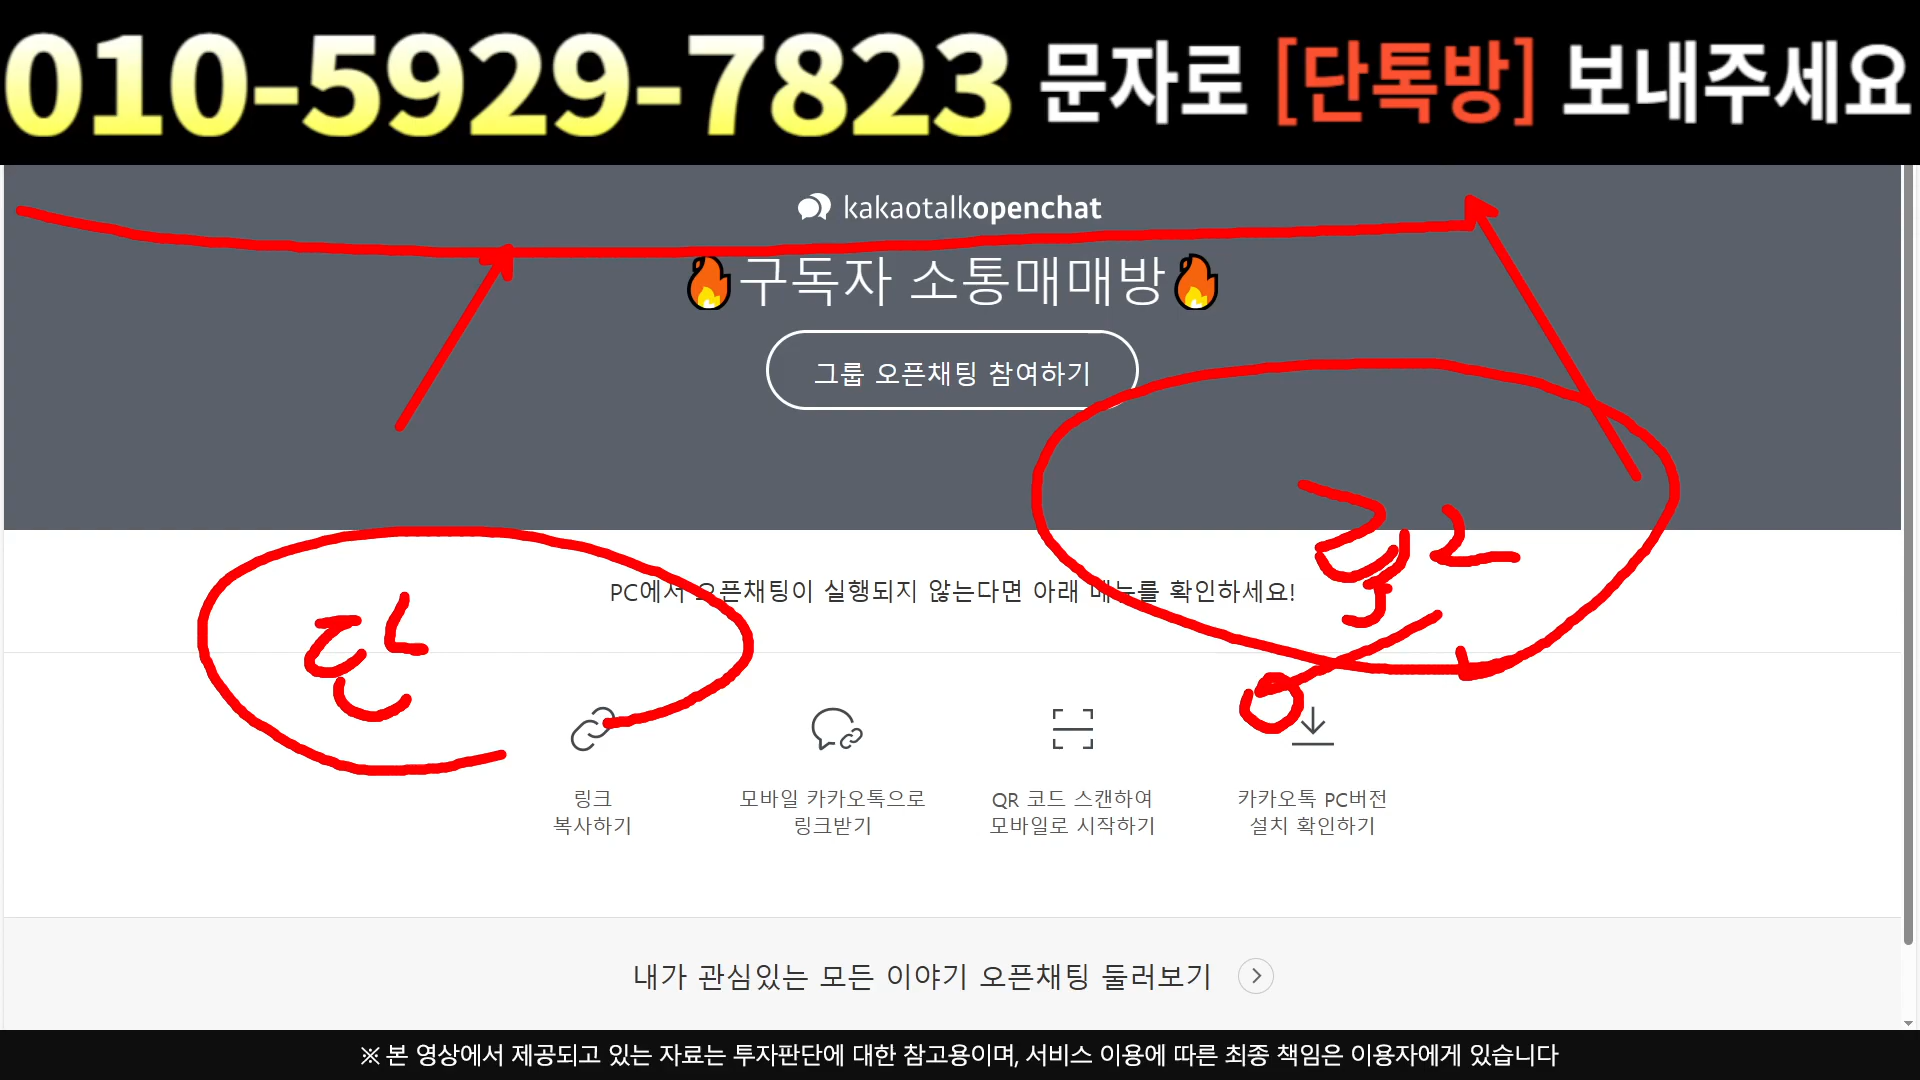 010-5929-7823 문자로 [단톡방] 보내주세요
kakaotalkopenchat
🔥구독자 소통매매방🔥
그룹 오픈채팅 참여하기
PC에서 오픈채팅이 실행되지 않는다면 아래 메뉴를 확인하세요!
단
링크
복사하기
모바일 카카오톡으로
링크받기
QR 코드 스캔하여
모바일로 시작하기
카카오톡 PC버전
설치 확인하기
내가 관심있는 모든 이야기 오픈채팅 둘러보기
※ 본 영상에서 제공되고 있는 자료는 투자판단에 대한 참고용이며, 서비스 이용에 따른 최종 책임은 이용자에게 있습니다